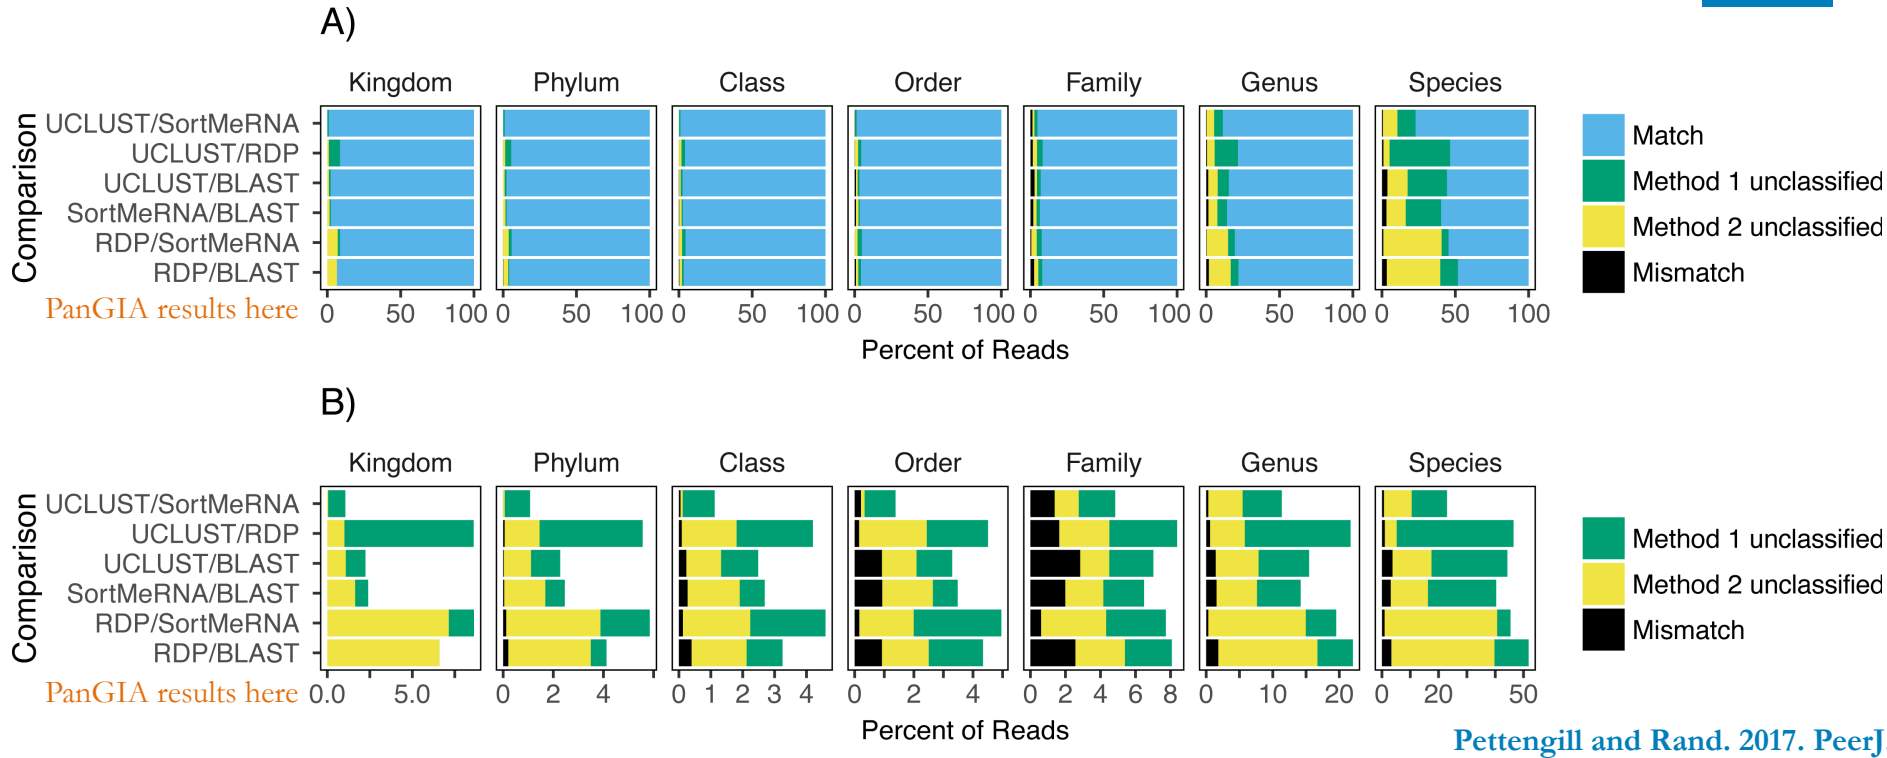 A)
Kingdom Phylum Class Order Family Genus Species
Comparison
UCLUST/SortMeRNA
UCLUST/RDP
UCLUST/BLAST
SortMeRNA/BLAST
RDP/SortMeRNA
RDP/BLAST
PanGIA results here
0 50 100 0 50 100 0 50 100 0 50 100 0 50 100 0 50 100 0 50 100
Percent of Reads
Match
Method 1 unclassified
Method 2 unclassified
Mismatch
B)
Kingdom Phylum Class Order Family Genus Species
Comparison
UCLUST/SortMeRNA
UCLUST/RDP
UCLUST/BLAST
SortMeRNA/BLAST
RDP/SortMeRNA
RDP/BLAST
PanGIA results here
0.0 5.0 0 2 4 0 1 2 3 4 0 2 4 0 2 4 6 8 0 10 20 0 20 50
Percent of Reads
Method 1 unclassified
Method 2 unclassified
Mismatch
Pettengill and Rand. 2017. PeerJ